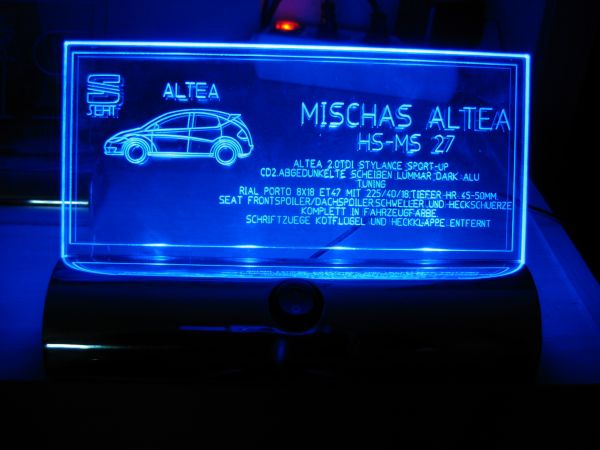 SEAT
ALTEA
MISCHAS ALTEA
HS-MS 27
ALTEA 2.0TDI STYLANCE SPORT-UP
CD2.ABGEDUNKELTE SCHEIBEN LUMMAR DARK ALU
TUNING
RIAL PORTO 8X18 ET47 MIT 225/40/18.TIEFER HR 45-50MM.
SEAT FRONTSPOILER/DACHSPOILER.SCHWELLER UND HECKSCHUERZE
KOMPLETT IN FAHRZEUGFARBE.
SCHRIFTZUEGE KOTFLUGEL UND HECKKLAPPE ENTFERNT